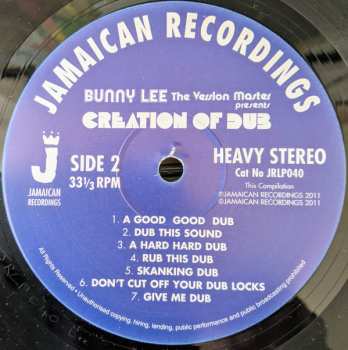 JAMAICAN RECORDINGS
BUNNY LEE The Version Master
presents
CREATION OF DUB
J
JAMAICAN
RECORDINGS
SIDE 2
33⅓ RPM
HEAVY STEREO
Cat No JRLP040
This Compilation
℗JAMAICAN RECORDINGS 2011
©JAMAICAN RECORDINGS 2011
1. A GOOD GOOD DUB
2. DUB THIS SOUND
3. A HARD HARD DUB
4. RUB THIS DUB
5. SKANKING DUB
6. DON'T CUT OFF YOUR DUB LOCKS
7. GIVE ME DUB
All Rights Reserved • Unauthorised copying, hiring, lending, public performance and public broadcasting prohibited